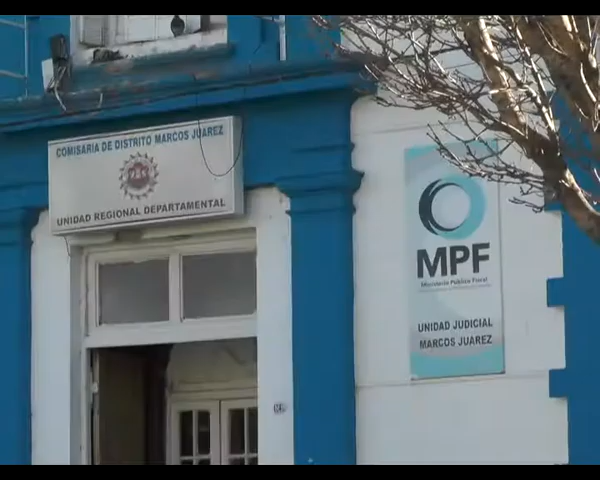 COMISARIA DE DISTRITO MARCOS JUAREZ
UNIDAD REGIONAL DEPARTAMENTAL
MPF
Ministerio Público Fiscal
UNIDAD JUDICIAL
MARCOS JUAREZ